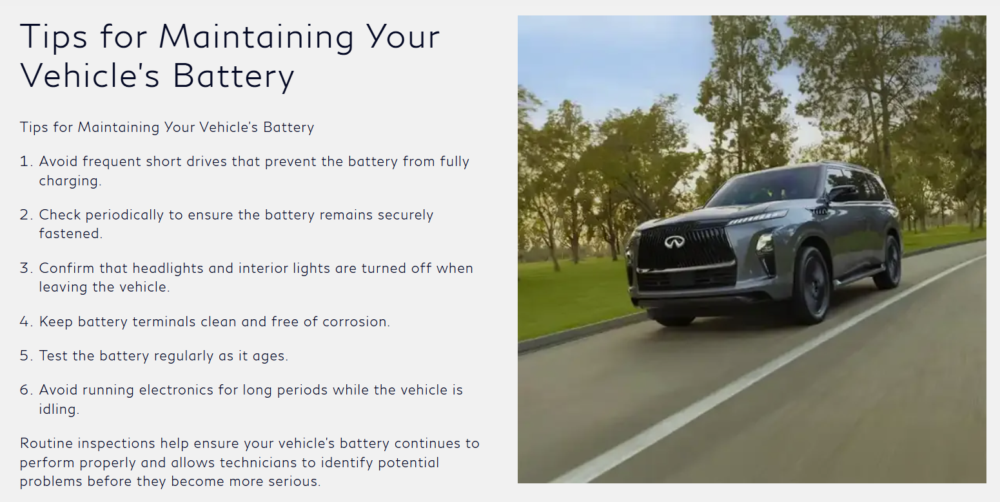 Tips for Maintaining Your
Vehicle's Battery
Tips for Maintaining Your Vehicle's Battery
1. Avoid frequent short drives that prevent the battery from fully
charging.
2. Check periodically to ensure the battery remains securely
fastened.
3. Confirm that headlights and interior lights are turned off when
leaving the vehicle.
4. Keep battery terminals clean and free of corrosion.
5. Test the battery regularly as it ages.
6. Avoid running electronics for long periods while the vehicle is
idling.
Routine inspections help ensure your vehicle's battery continues to
perform properly and allows technicians to identify potential
problems before they become more serious.